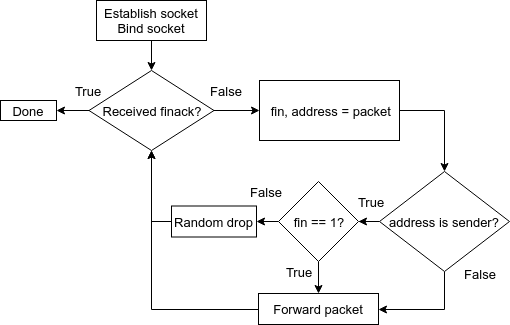 Establish socket
Bind socket
True
False
Done
Received finack?
fin, address = packet
False
True
Random drop
fin == 1?
address is sender?
True
False
Forward packet